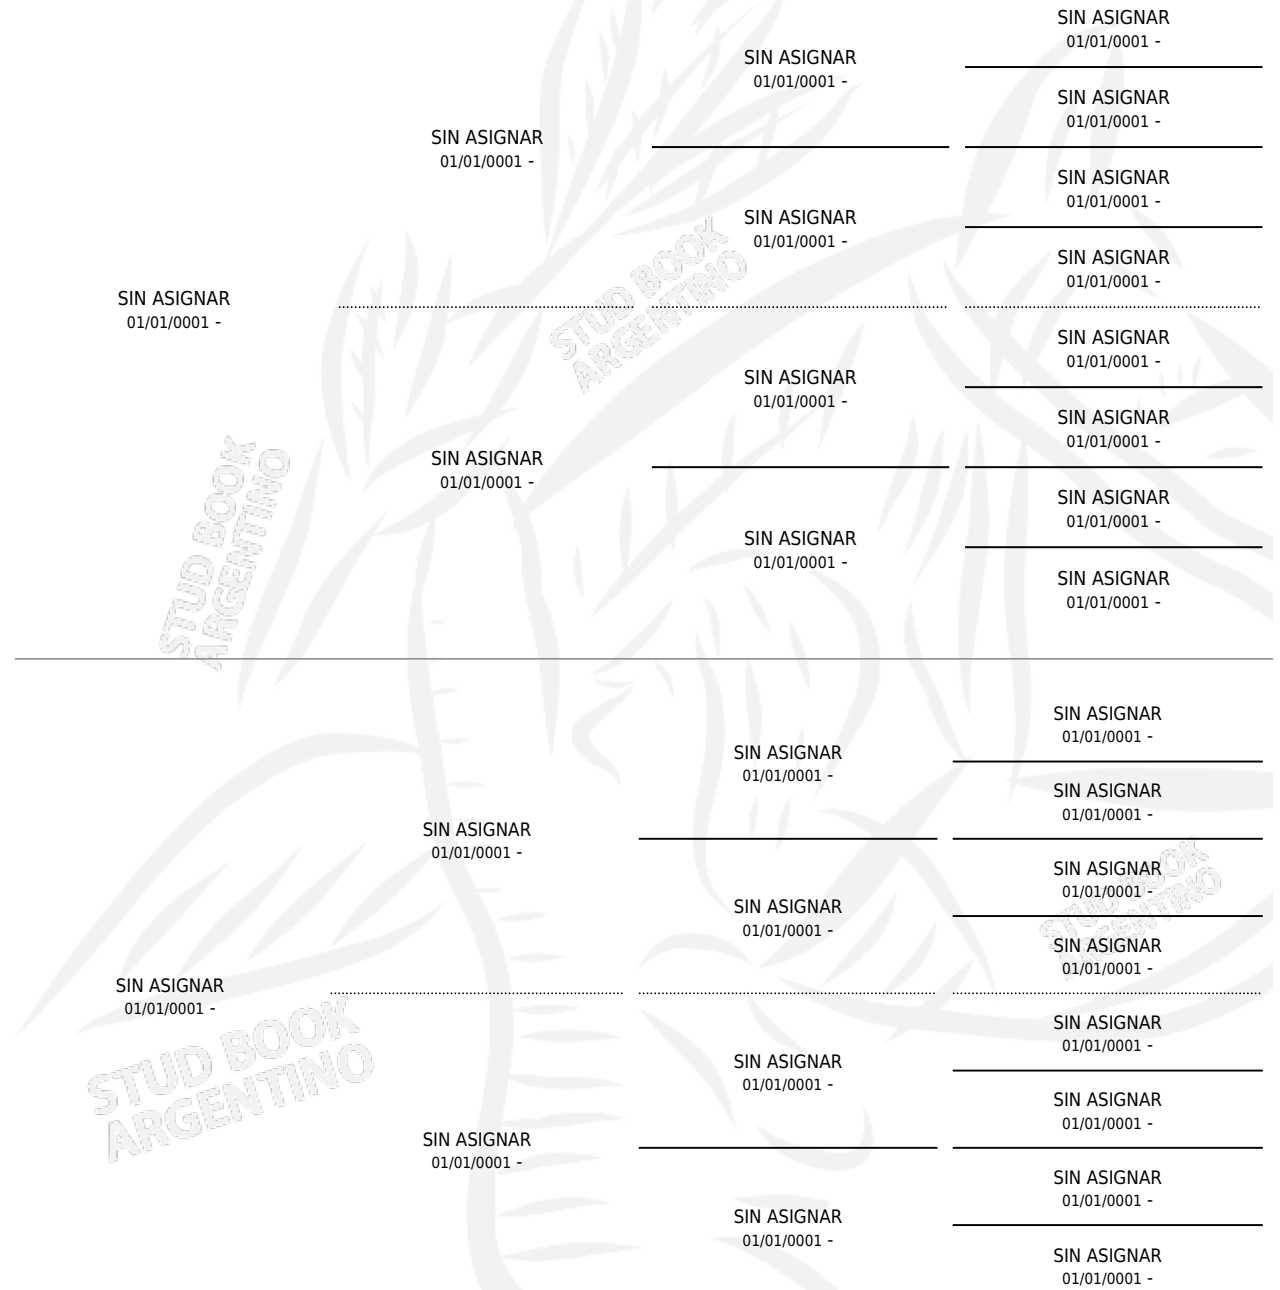 SIN ASIGNAR
01/01/0001 -
SIN ASIGNAR
01/01/0001 -
SIN ASIGNAR
01/01/0001 -
SIN ASIGNAR
01/01/0001 -
SIN ASIGNAR
01/01/0001 -
SIN ASIGNAR
01/01/0001 -
SIN ASIGNAR
01/01/0001 -
SIN ASIGNAR
01/01/0001 -
STUD BOOK
ARGENTINO
SIN ASIGNAR
01/01/0001 -
SIN ASIGNAR
01/01/0001 -
SIN ASIGNAR
01/01/0001 -
SIN ASIGNAR
01/01/0001 -
SIN ASIGNAR
01/01/0001 -
STUD BOOK
ARGENTINO
SIN ASIGNAR
01/01/0001 -
SIN ASIGNAR
01/01/0001 -
SIN ASIGNAR
01/01/0001 -
SIN ASIGNAR
01/01/0001 -
SIN ASIGNAR
01/01/0001 -
SIN ASIGNAR
01/01/0001 -
SIN ASIGNAR
01/01/0001 -
SIN ASIGNAR
01/01/0001 -
SIN ASIGNAR
01/01/0001 -
STUD BOOK
ARGENTINO
SIN ASIGNAR
01/01/0001 -
SIN ASIGNAR
01/01/0001 -
SIN ASIGNAR
01/01/0001 -
STUD BOOK
ARGENTINO
SIN ASIGNAR
01/01/0001 -
SIN ASIGNAR
01/01/0001 -
SIN ASIGNAR
01/01/0001 -
SIN ASIGNAR
01/01/0001 -
SIN ASIGNAR
01/01/0001 -
SIN ASIGNAR
01/01/0001 -